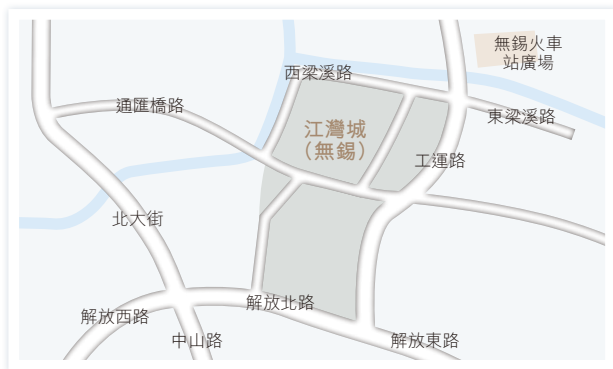 無錫火車
站廣場
西梁溪路
通匯橋路
東梁溪路
江灣城
（無錫）
工運路
北大街
解放北路
解放西路
中山路
解放東路